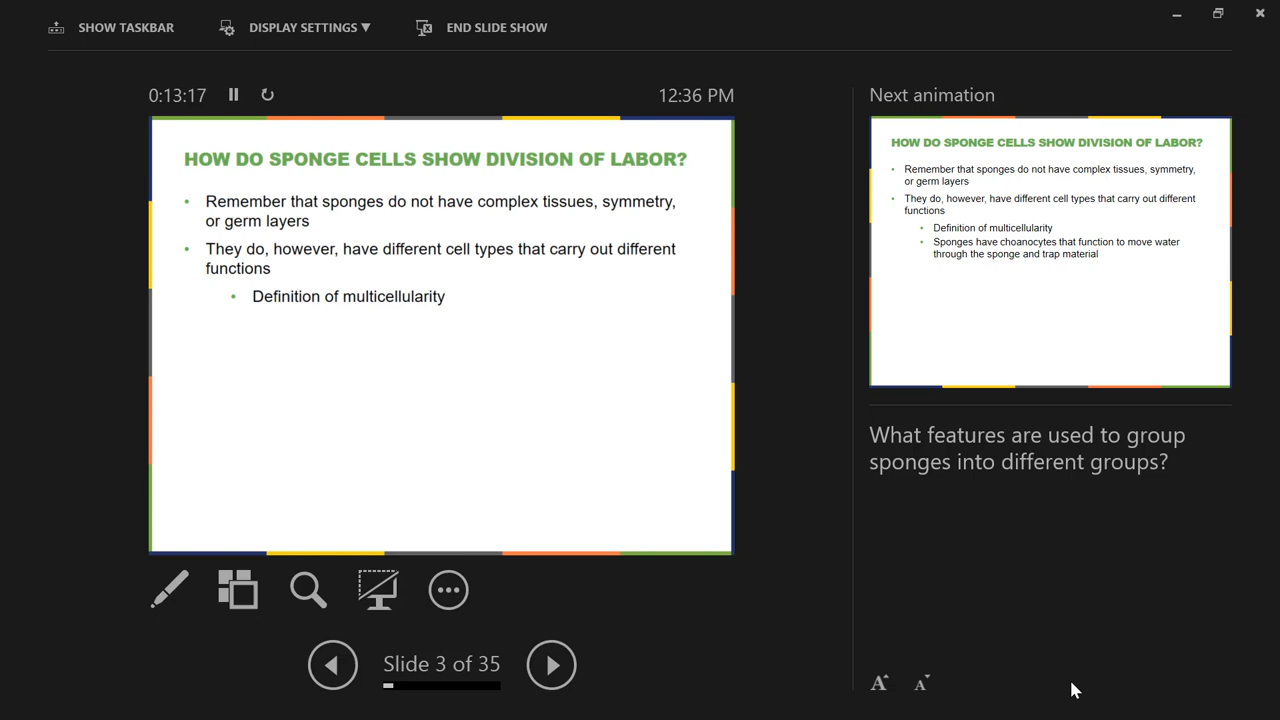 SHOW TASKBAR
DISPLAY SETTINGS ▼
END SLIDE SHOW
0:13:17
12:36 PM
HOW DO SPONGE CELLS SHOW DIVISION OF LABOR?
• Remember that sponges do not have complex tissues, symmetry,
or germ layers
• They do, however, have different cell types that carry out different
functions
• Definition of multicellularity
Slide 3 of 35
Next animation
HOW DO SPONGE CELLS SHOW DIVISION OF LABOR?
• Remember that sponges do not have complex tissues, symmetry,
or germ layers
• They do, however, have different cell types that carry out different
functions
• Definition of multicellularity
• Sponges have choanocytes that function to move water
through the sponge and trap material
What features are used to group
sponges into different groups?
A
A